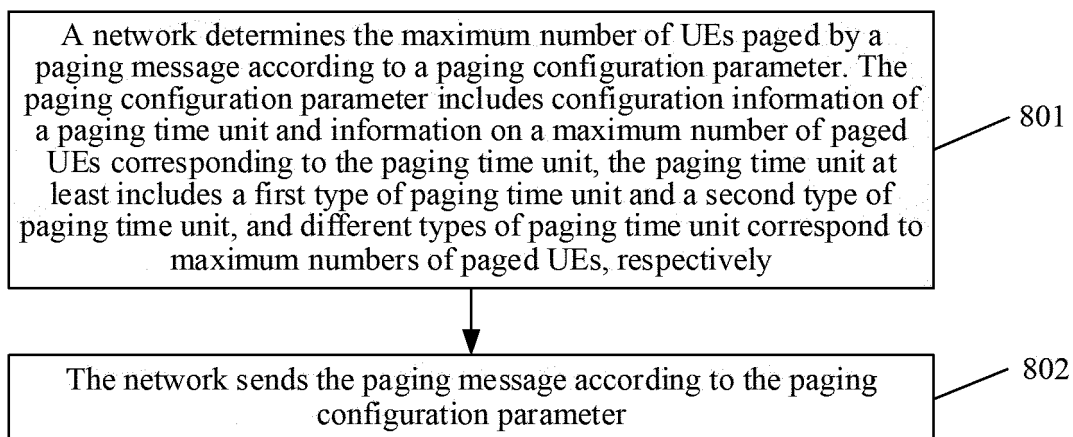 A network determines the maximum number of UEs paged by a
paging message according to a paging configuration parameter. The
paging configuration parameter includes configuration information of
a paging time unit and information on a maximum number of paged
UEs corresponding to the paging time unit, the paging time unit at
least includes a first type of paging time unit and a second type of
paging time unit, and different types of paging time unit correspond to
maximum numbers of paged UEs, respectively
801
The network sends the paging message according to the paging
configuration parameter
802